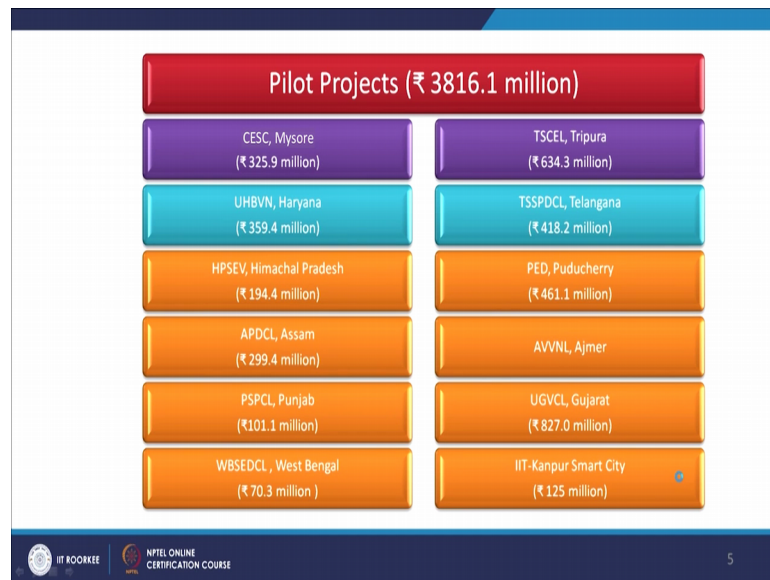 Pilot Projects (₹ 3816.1 million)
CESC, Mysore
(₹ 325.9 million)
TSCEL, Tripura
(₹ 634.3 million)
UHBVN, Haryana
(₹ 359.4 million)
TSSPDCL, Telangana
(₹ 418.2 million)
HPSEV, Himachal Pradesh
(₹ 194.4 million)
PED, Puducherry
(₹ 461.1 million)
APDCL, Assam
(₹ 299.4 million)
AVVNL, Ajmer
PSPCL, Punjab
(₹101.1 million)
UGVCL, Gujarat
(₹ 827.0 million)
WBSEDCL , West Bengal
(₹ 70.3 million )
IIT-Kanpur Smart City
(₹ 125 million)
IIT ROORKEE
NPTEL ONLINE
CERTIFICATION COURSE
5